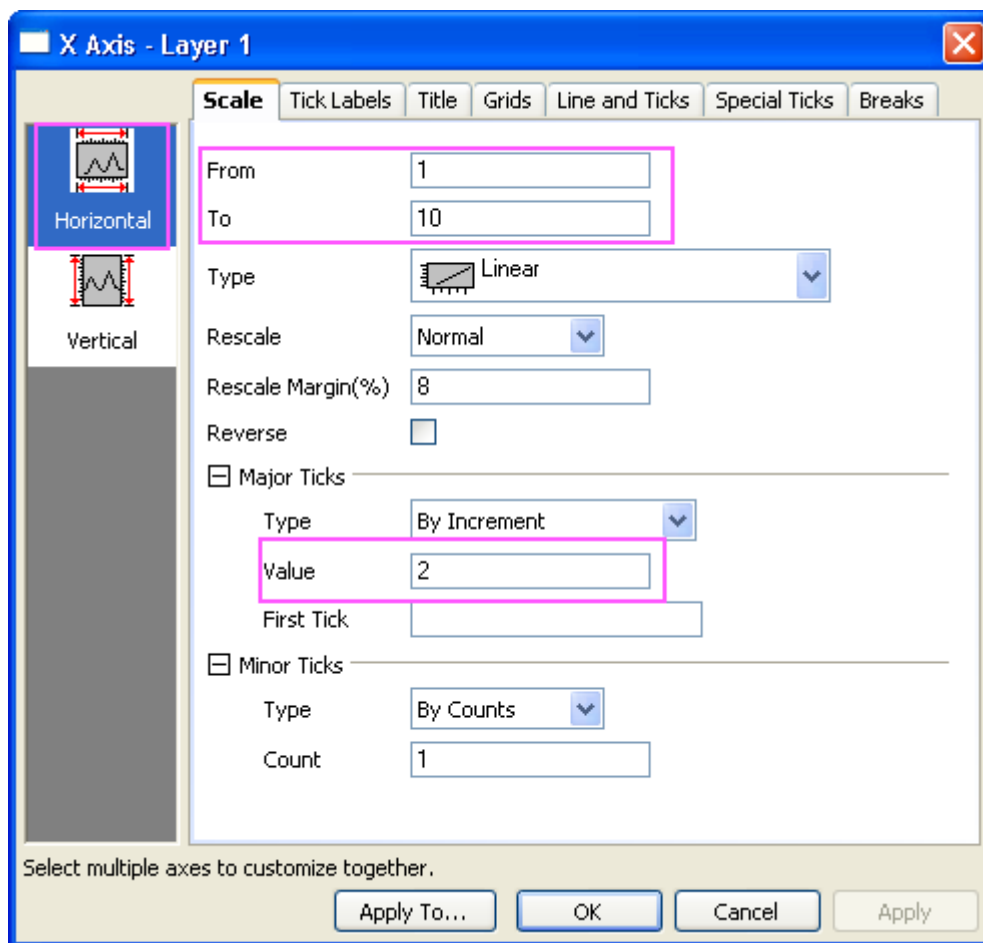 X Axis - Layer 1
Scale Tick Labels Title Grids Line and Ticks Special Ticks Breaks
Horizontal
Vertical
From 1
To 10
Type Linear
Rescale Normal
Rescale Margin(%) 8
Reverse
Major Ticks
Type By Increment
Value 2
First Tick
Minor Ticks
Type By Counts
Count 1
Select multiple axes to customize together.
Apply To... OK Cancel Apply